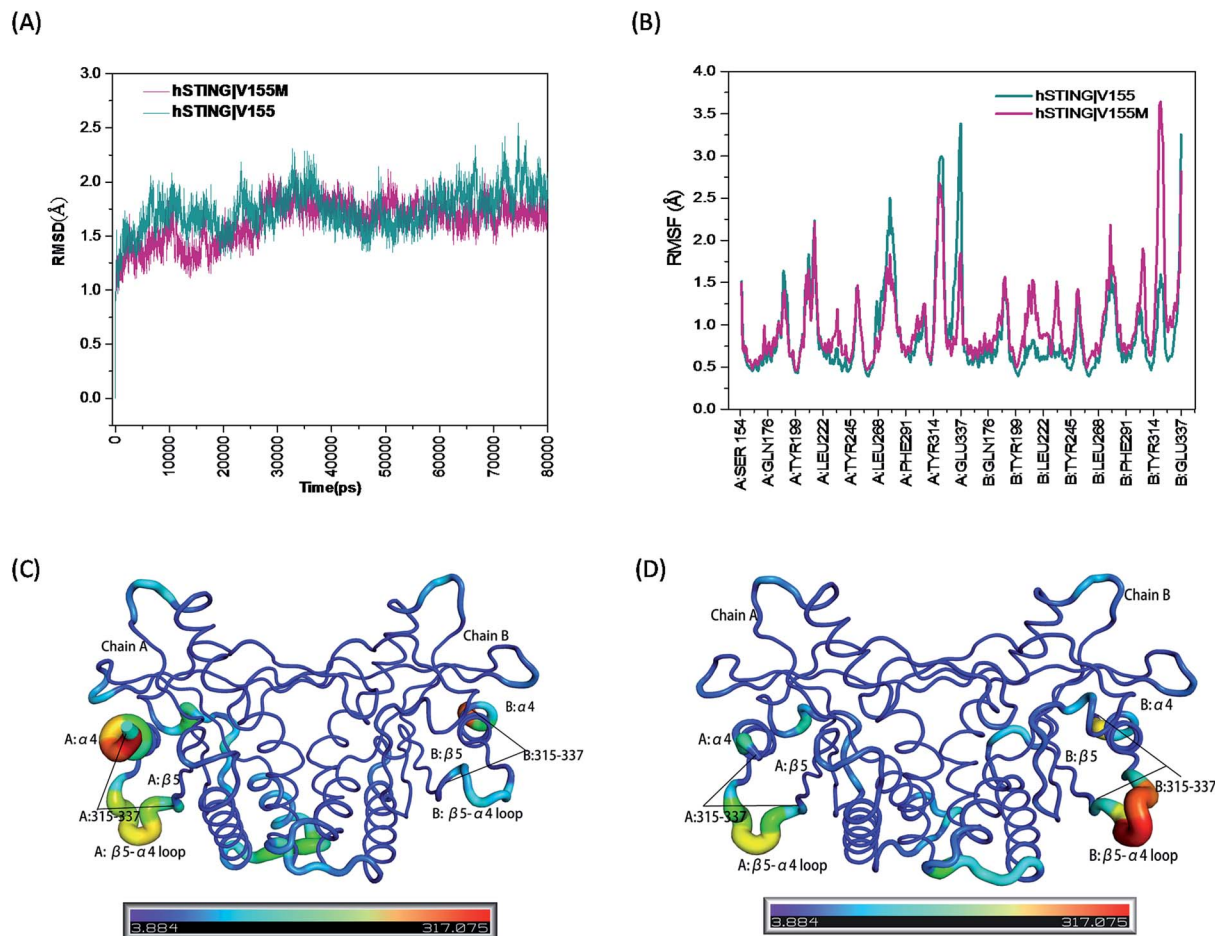 (A)
3.0
2.5
2.0
1.5
1.0
0.5
0.0
RMSD(Å)
hSTING|V155M
hSTING|V155
0
10000
20000
30000
40000
50000
60000
70000
80000
Time(ps)
(B)
4.0
3.5
3.0
2.5
2.0
1.5
1.0
0.5
0.0
RMSF (Å)
hSTING|V155
hSTING|V155M
A:SER 154
A:GLN176
A:TYR199
A:LEU222
A:TYR245
A:LEU268
A:PHE291
A:TYR314
A:GLU337
B:GLN176
B:TYR199
B:LEU222
B:TYR245
B:LEU268
B:PHE291
B:TYR314
B:GLU337
(C)
Chain A
Chain B
A:α4
B:α4
A:β5
B:β5
B:315-337
A:315-337
B: β5-α4 loop
A: β5-α4 loop
3.884
317.075
(D)
Chain A
Chain B
A:α4
B:α4
A:β5
B:β5
B:315-337
A:315-337
A:β5-α4 loop
B:β5-α4 loop
3.884
317.075